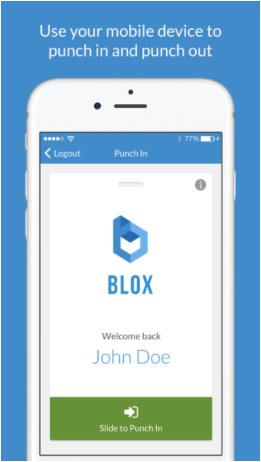 Use your mobile device to
punch in and punch out
77%
Logout
Punch In
BLOX
Welcome back
John Doe
Slide to Punch In